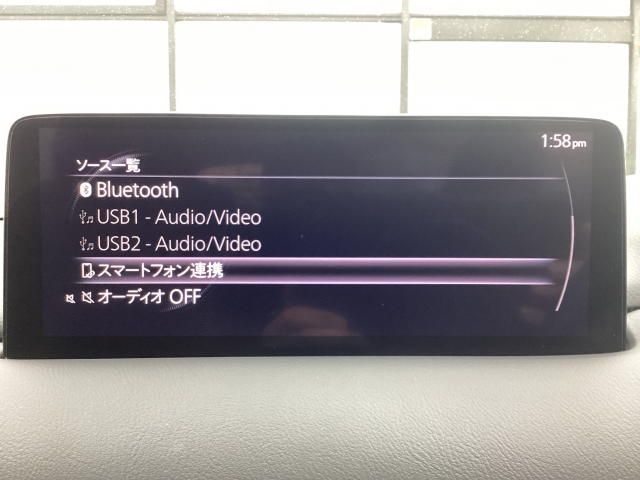 1:58pm
ソース一覧
Bluetooth
USB1 - Audio/Video
USB2 - Audio/Video
スマートフォン連携
オーディオ OFF